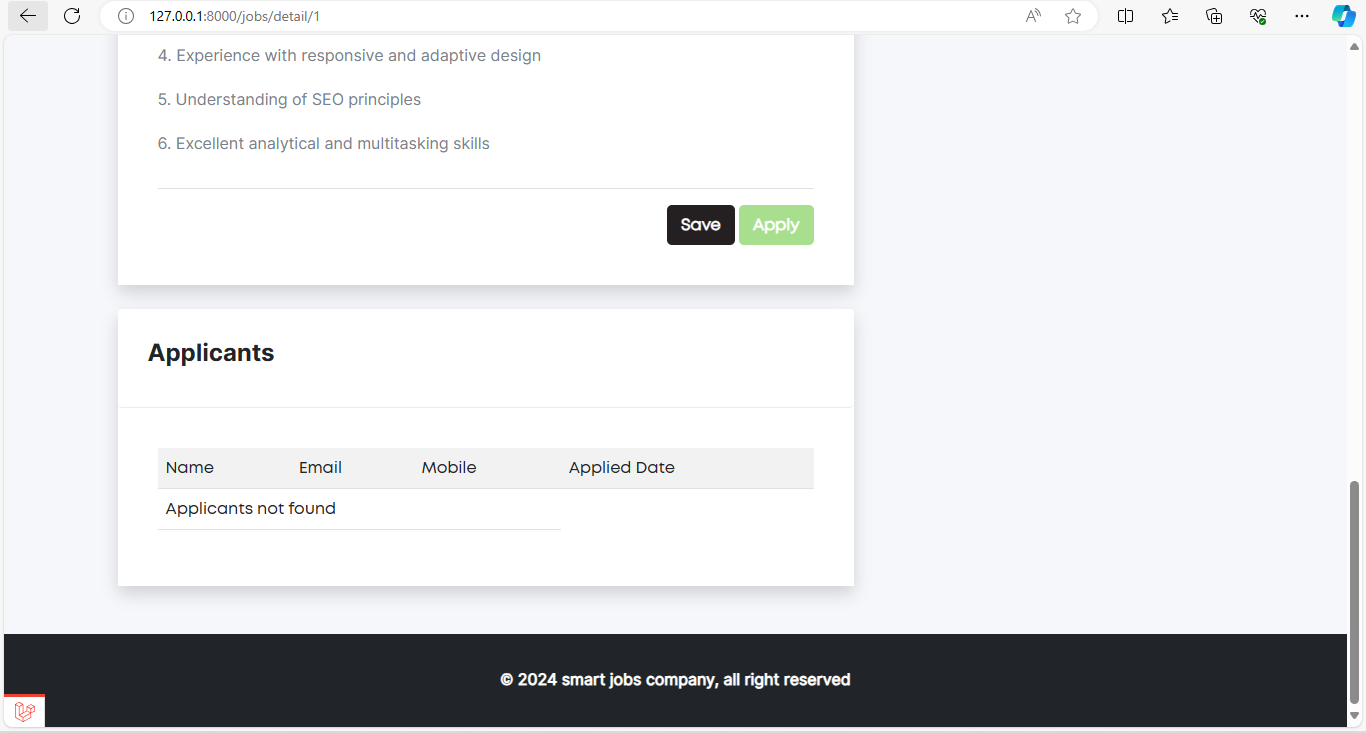 127.0.0.1:8000/jobs/detail/1
4. Experience with responsive and adaptive design
5. Understanding of SEO principles
6. Excellent analytical and multitasking skills
Save Apply
Applicants
Name Email Mobile Applied Date
Applicants not found
© 2024 smart jobs company, all right reserved